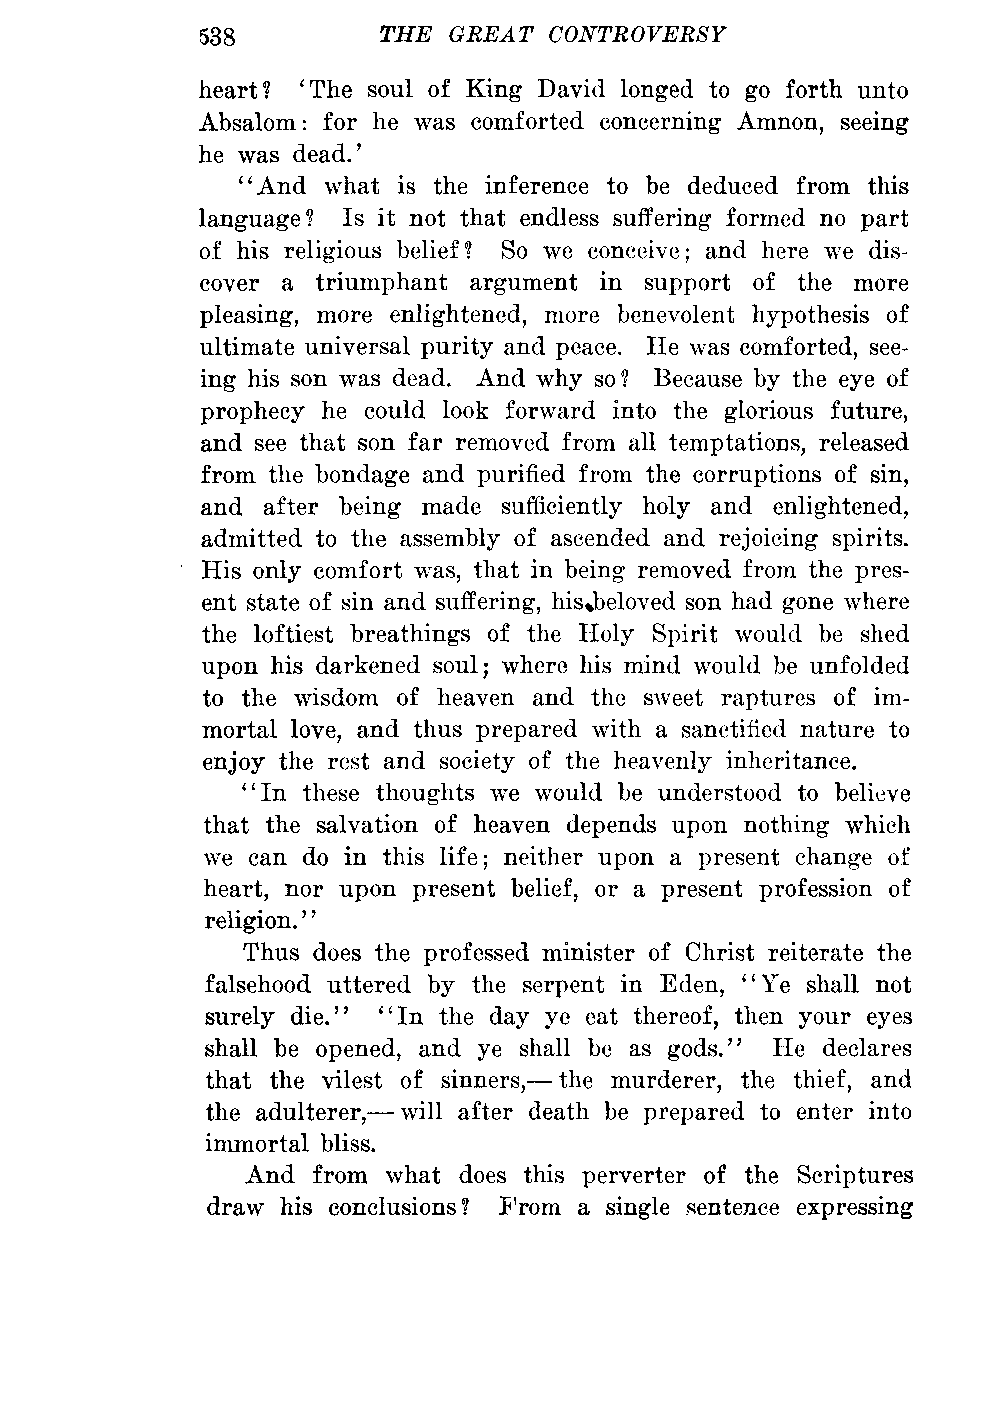 538 THE GREAT CONTROVERSY
heart? 'The soul of King David longed to go forth unto
Absalom: for he was comforted concerning Amnon, seeing
he was dead.'
"And what is the inference to be deduced from this
language? Is it not that endless suffering formed no part
of his religious belief? So we conceive; and here we dis-
cover a triumphant argument in support of the more
pleasing, more enlightened, more benevolent hypothesis of
ultimate universal purity and peace. He was comforted, see-
ing his son was dead. And why so? Because by the eye of
prophecy he could look forward into the glorious future,
and see that son far removed from all temptations, released
from the bondage and purified from the corruptions of sin,
and after being made sufficiently holy and enlightened,
admitted to the assembly of ascended and rejoicing spirits.
His only comfort was, that in being removed from the pres-
ent state of sin and suffering, his beloved son had gone where
the loftiest breathings of the Holy Spirit would be shed
upon his darkened soul; where his mind would be unfolded
to the wisdom of heaven and the sweet raptures of im-
mortal love, and thus prepared with a sanctified nature to
enjoy the rest and society of the heavenly inheritance.
"In these thoughts we would be understood to believe
that the salvation of heaven depends upon nothing which
we can do in this life; neither upon a present change of
heart, nor upon present belief, or a present profession of
religion."
Thus does the professed minister of Christ reiterate the
falsehood uttered by the serpent in Eden, "Ye shall not
surely die." "In the day ye eat thereof, then your eyes
shall be opened, and ye shall be as gods." He declares
that the vilest of sinners,— the murderer, the thief, and
the adulterer,— will after death be prepared to enter into
immortal bliss.
And from what does this perverter of the Scriptures
draw his conclusions? From a single sentence expressing